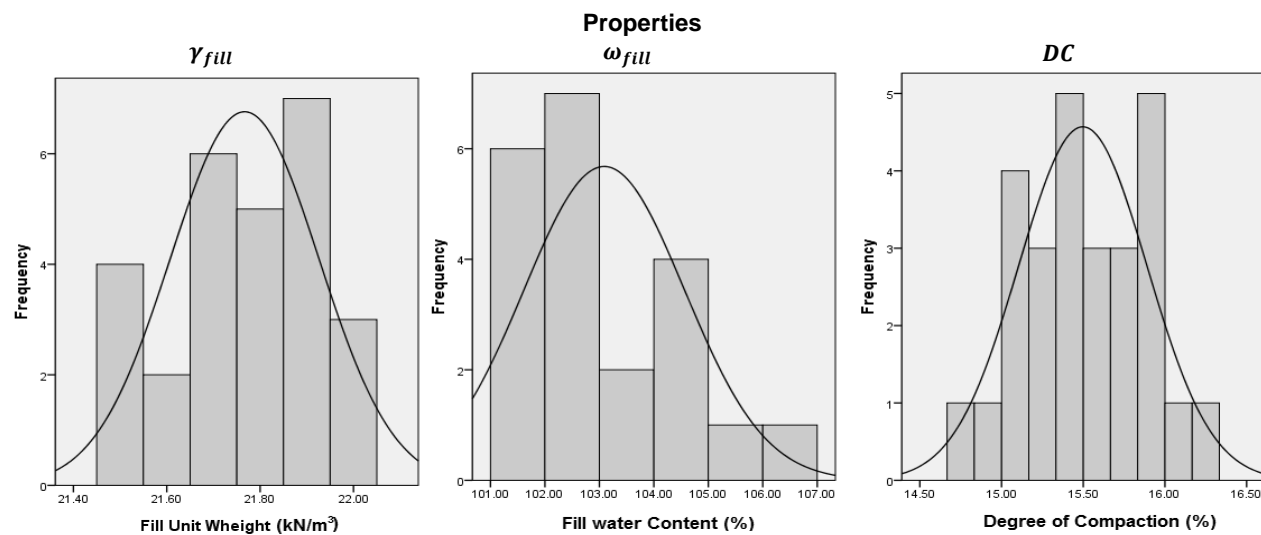 Properties
γ_fill
ω_fill
DC
Frequency
6
4
2
0
21.40 21.60 21.80 22.00
Fill Unit Wheight (kN/m³)
Frequency
6
4
2
0
101.00 102.00 103.00 104.00 105.00 106.00 107.00
Fill water Content (%)
Frequency
5
4
3
2
1
0
14.50 15.00 15.50 16.00 16.50
Degree of Compaction (%)